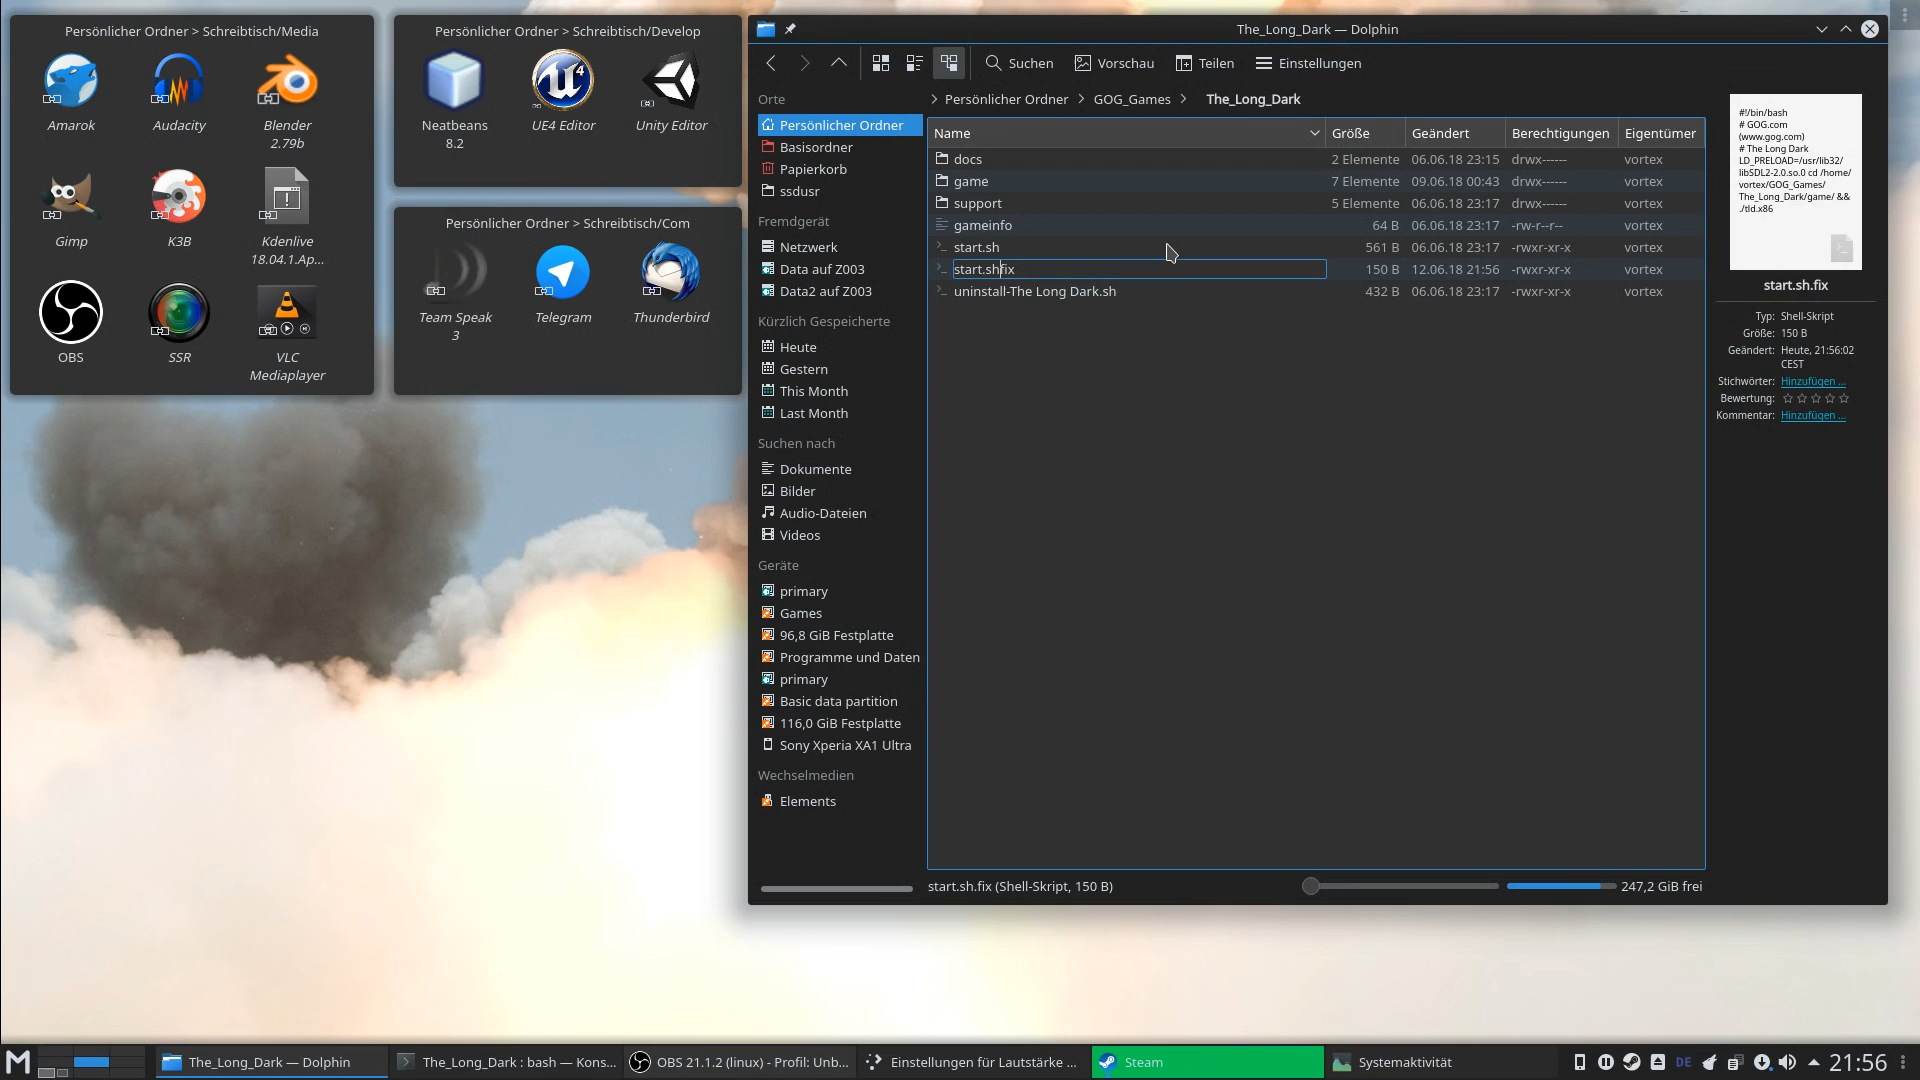 Persönlicher Ordner > Schreibtisch/Media
Amarok
Audacity
Blender
2.79b
Gimp
K3B
Kdenlive
18.04.1.Ap...
OBS
SSR
VLC
Mediaplayer
Persönlicher Ordner > Schreibtisch/Develop
Neatbeans
8.2
UE4 Editor
Unity Editor
Persönlicher Ordner > Schreibtisch/Com
Team Speak
3
Telegram
Thunderbird
The_Long_Dark — Dolphin
Suchen
Vorschau
Teilen
Einstellungen
Orte
Persönlicher Ordner
Basisordner
Papierkorb
ssdusr
Fremdgerät
Netzwerk
Data auf Z003
Data2 auf Z003
Kürzlich Gespeicherte
Heute
Gestern
This Month
Last Month
Suchen nach
Dokumente
Bilder
Audio-Dateien
Videos
Geräte
primary
Games
96,8 GiB Festplatte
Programme und Daten
primary
Basic data partition
116,0 GiB Festplatte
Sony Xperia XA1 Ultra
Wechselmedien
Elements
> Persönlicher Ordner > GOG_Games > The_Long_Dark
Name Größe Geändert Berechtigungen Eigentümer
docs 2 Elemente 06.06.18 23:15 drwx------ vortex
game 7 Elemente 09.06.18 00:43 drwx------ vortex
support 5 Elemente 06.06.18 23:17 drwx------ vortex
gameinfo 64 B 06.06.18 23:17 -rw-r--r-- vortex
start.sh 561 B 06.06.18 23:17 -rwxr-xr-x vortex
start.shfix 150 B 12.06.18 21:56 -rwxr-xr-x vortex
uninstall-The Long Dark.sh 432 B 06.06.18 23:17 -rwxr-xr-x vortex
start.sh.fix (Shell-Skript, 150 B)
247,2 GiB frei
#!/bin/bash
# GOG.com
(www.gog.com)
# The Long Dark
LD_PRELOAD=/usr/lib32/
libSDL2-2.0.so.0 cd /home/
vortex/GOG_Games/
The_Long_Dark/game/ &&
./tld.x86
start.sh.fix
Typ: Shell-Skript
Größe: 150 B
Geändert: Heute, 21:56:02
CEST
Stichwörter: Hinzufügen ...
Bewertung:
Kommentar: Hinzufügen ...
The_Long_Dark — Dolphin
The_Long_Dark : bash — Kons...
OBS 21.1.2 (linux) - Profil: Unb...
Einstellungen für Lautstärke ...
Steam
Systemaktivität
DE
21:56